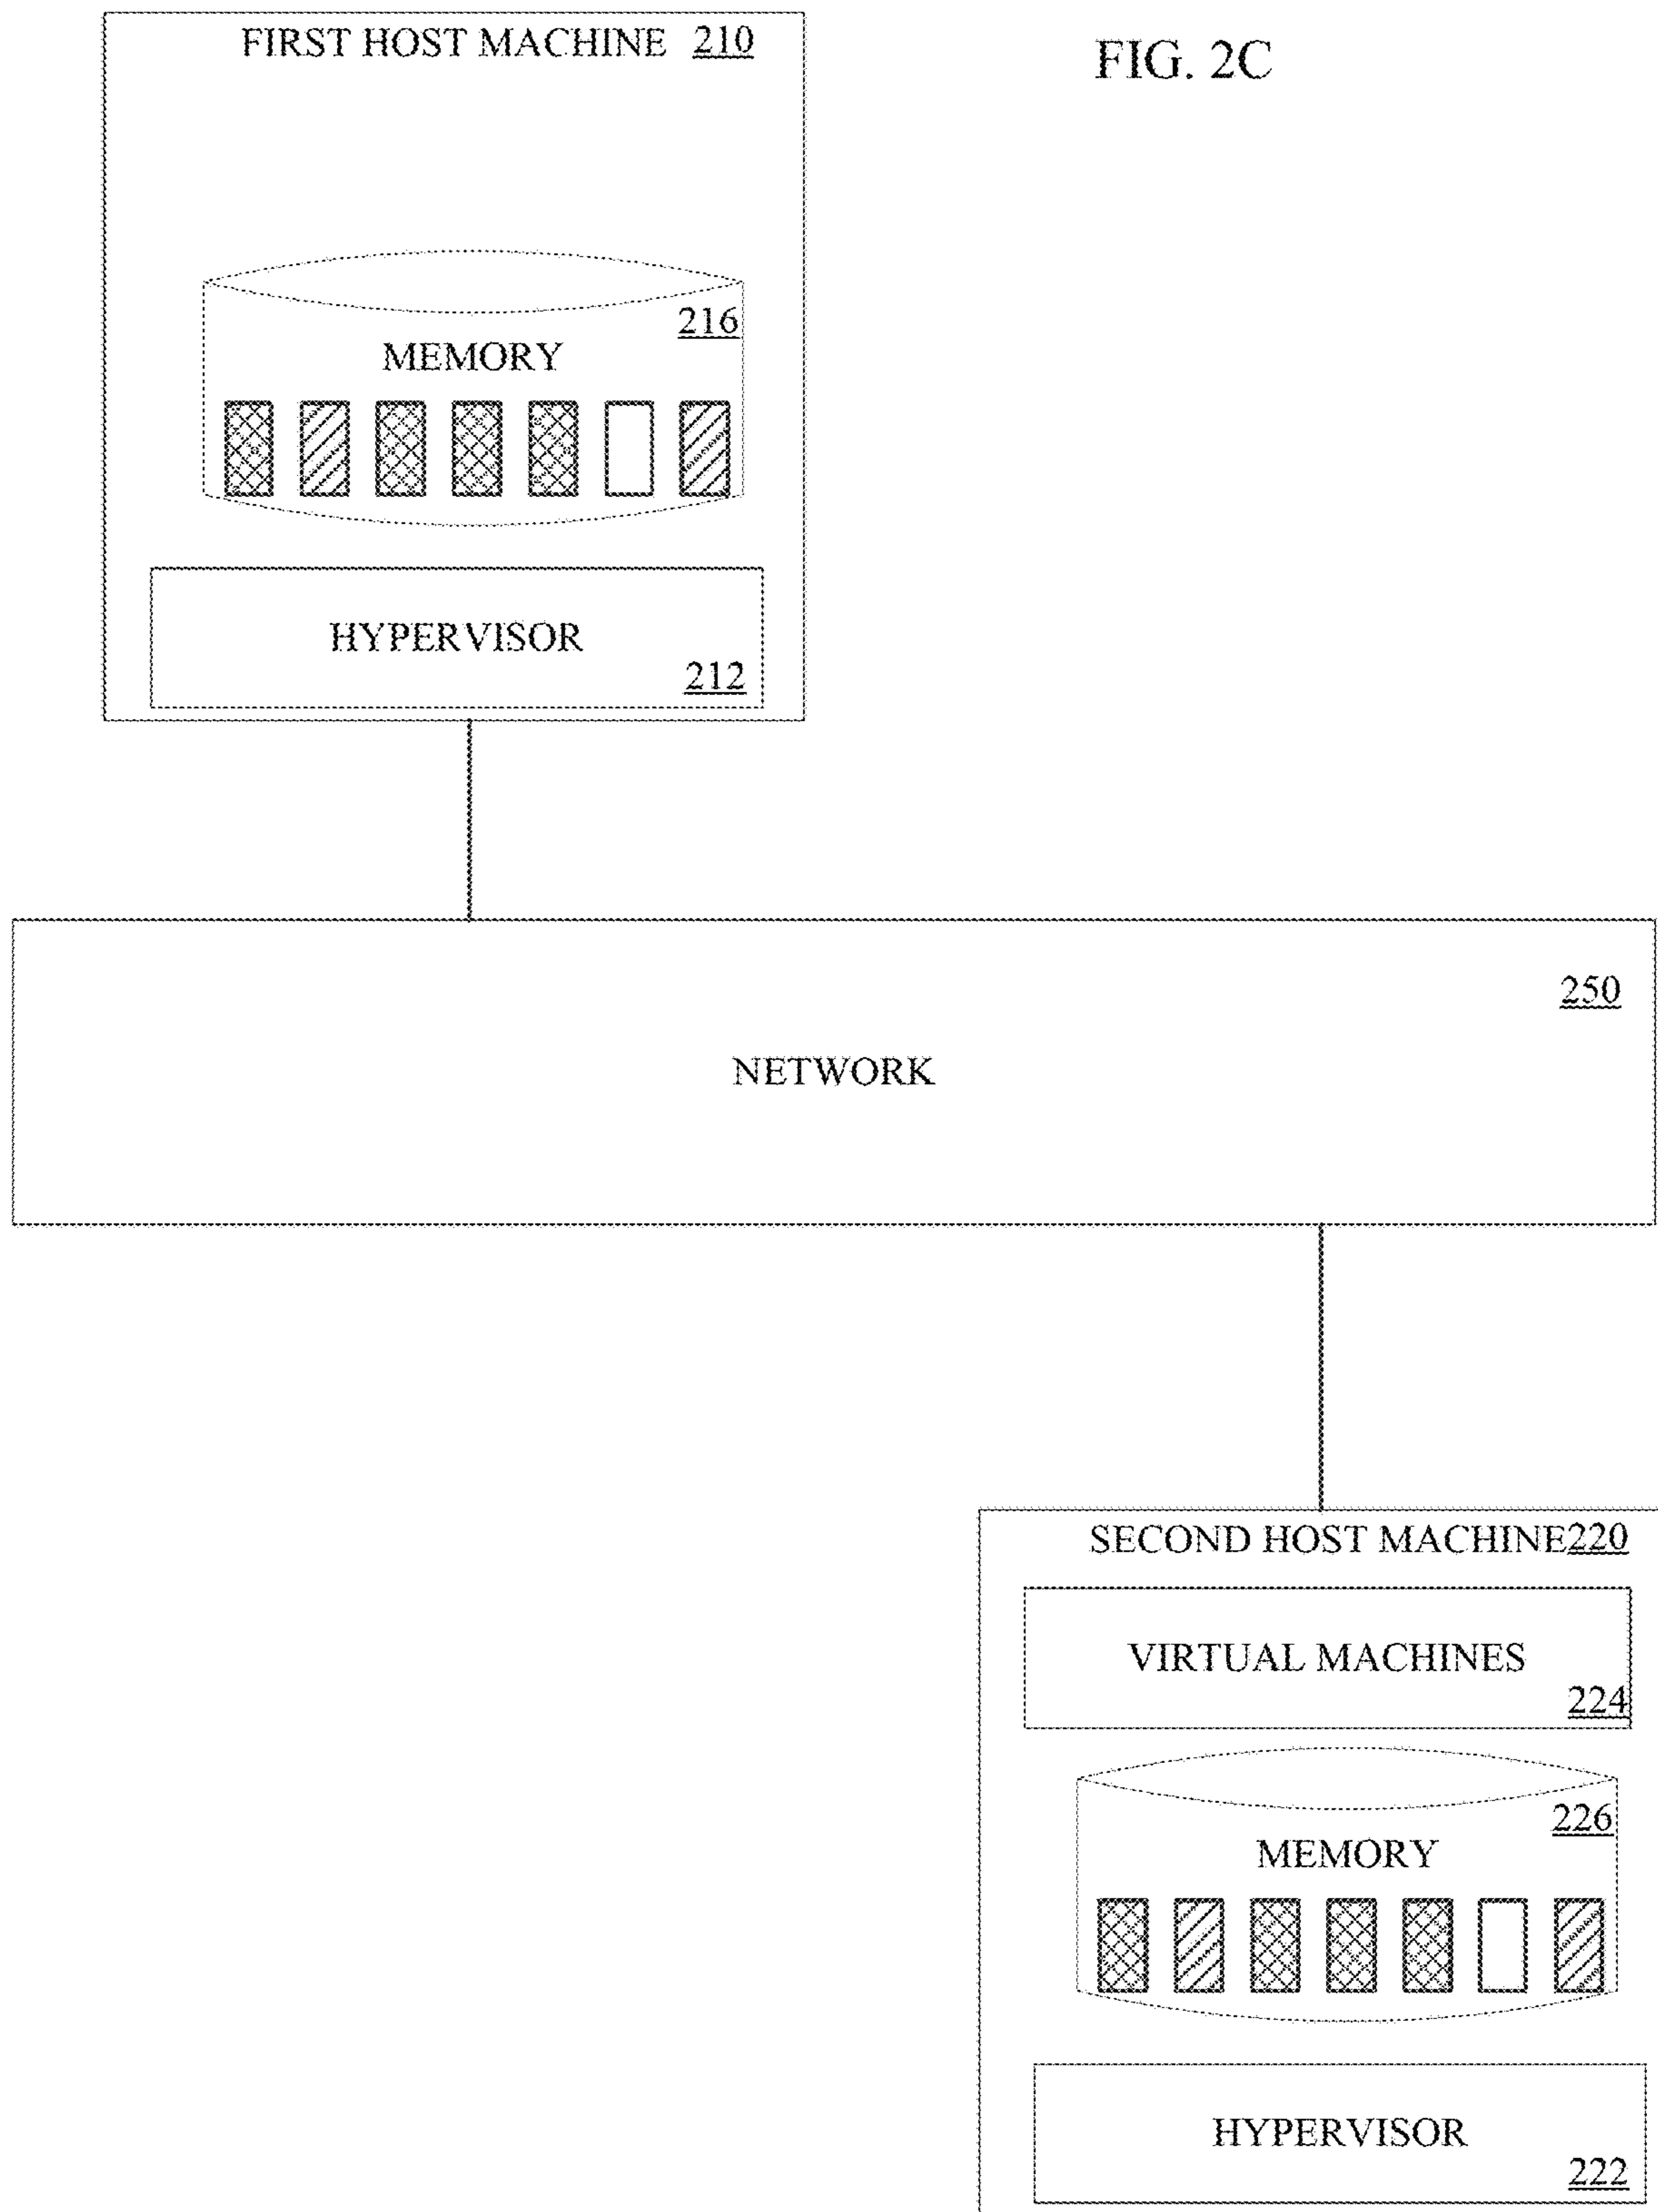 FIRST HOST MACHINE 210
FIG. 2C
216
MEMORY
HYPERVISOR
212
250
NETWORK
SECOND HOST MACHINE220
VIRTUAL MACHINES
224
226
MEMORY
HYPERVISOR
222